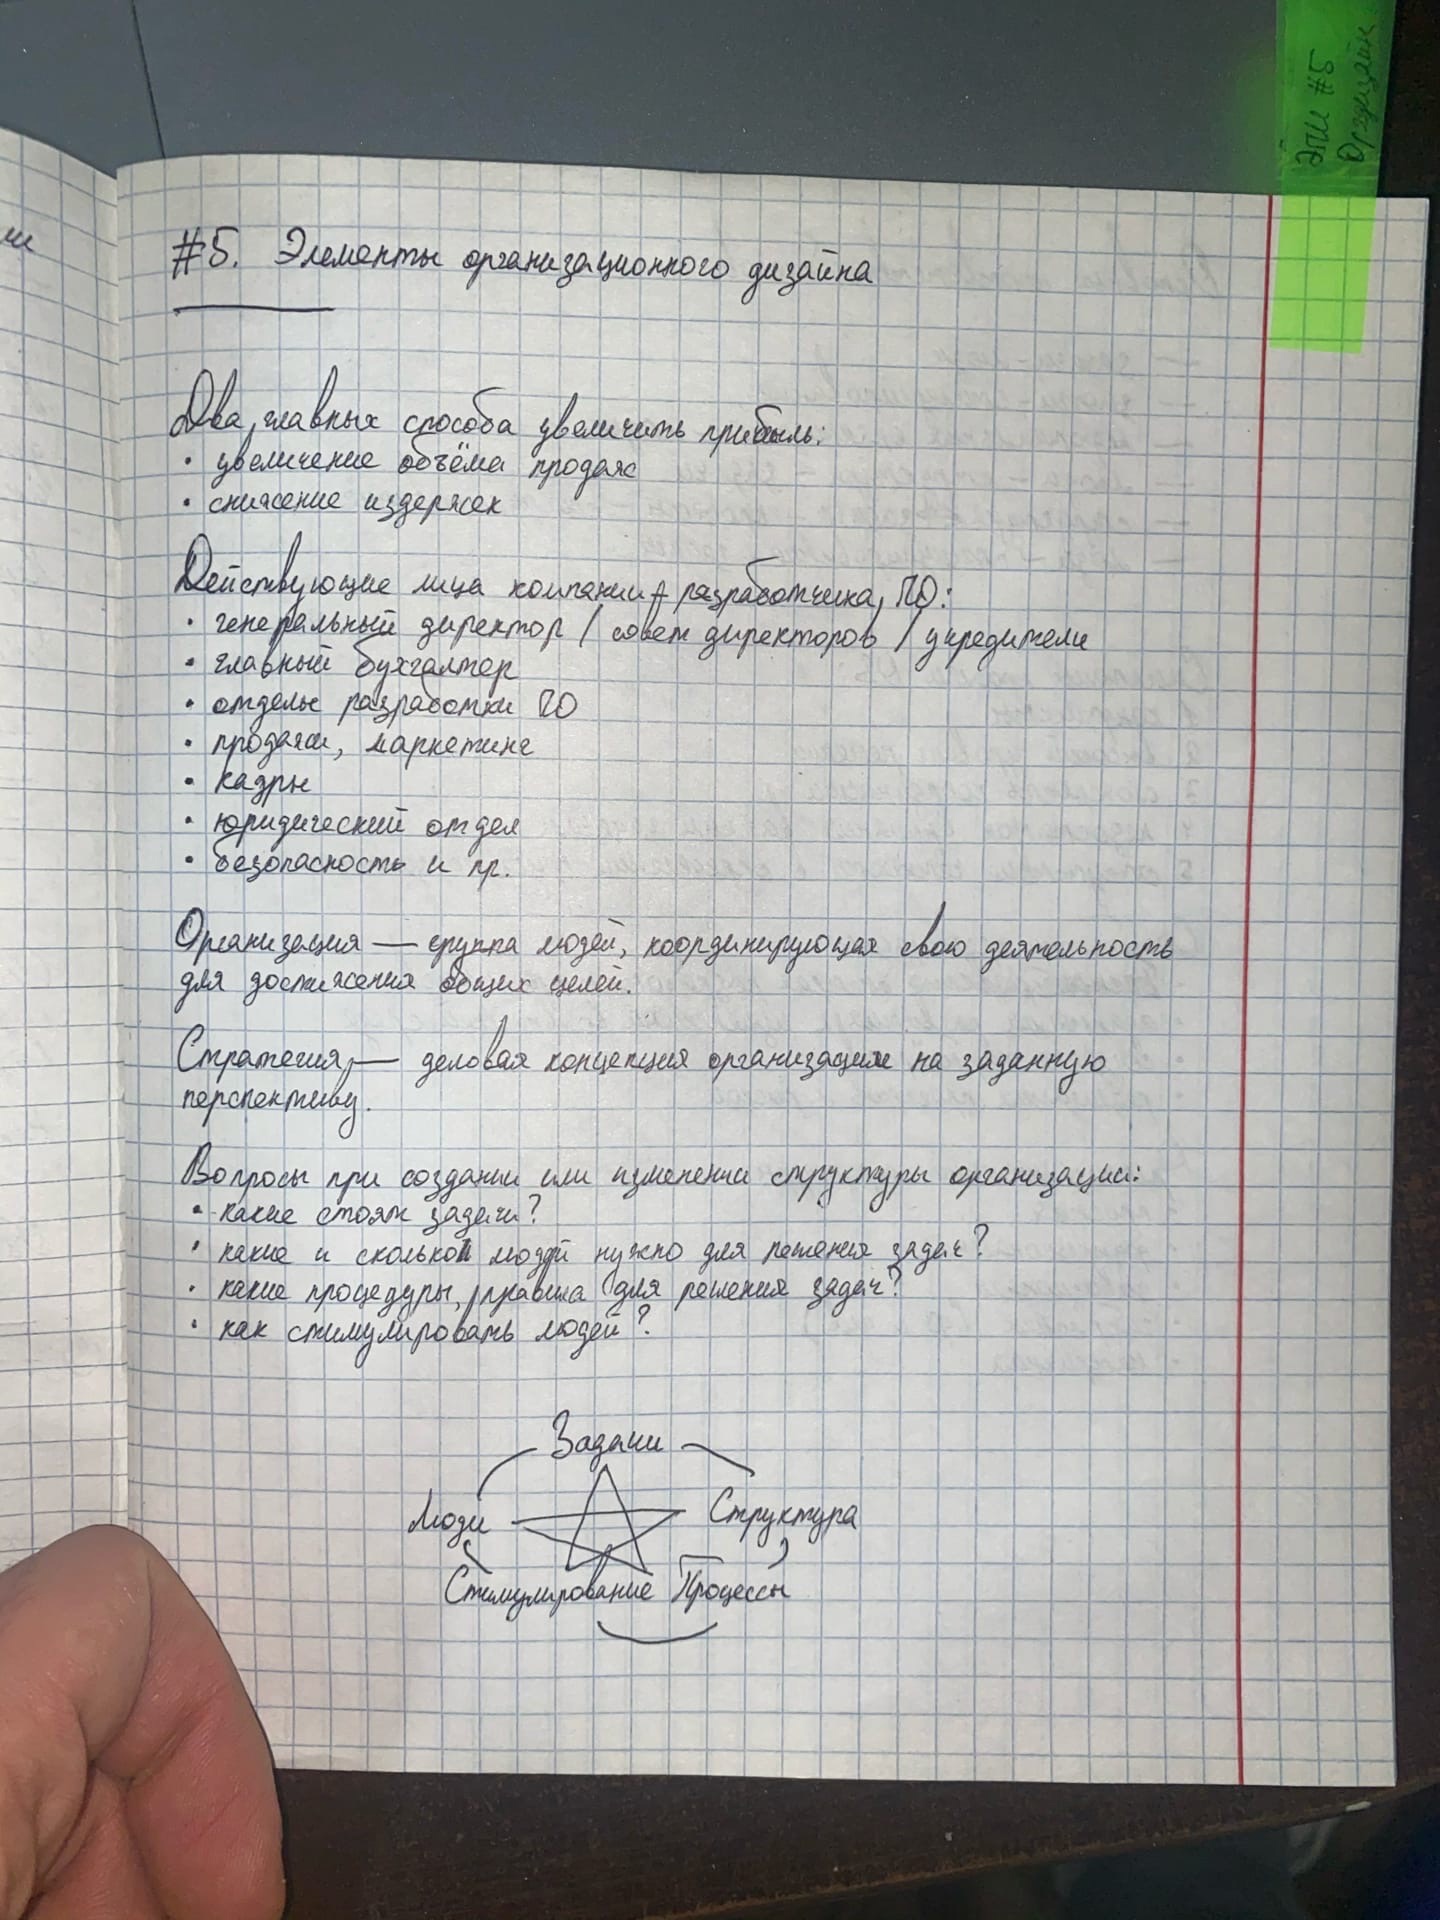 ЭПИ #5
Оргдизайн
#5. Элементы организационного дизайна
Два главных способа увеличить прибыль:
• увеличение объёма продаж
• снижение издержек
Действующие лица компании-разработчика ПО:
• генеральный директор / совет директоров / учредители
• главный бухгалтер
• отделы разработки ПО
• продажи, маркетинг
• кадры
• юридический отдел
• безопасность и пр.
Организация — группа людей, координирующая свою деятельность
для достижения общих целей.
Стратегия — деловая концепция организации на заданную
перспективу.
Вопросы при создании или изменении структуры организации:
• какие стоят задачи?
• какие и сколько людей нужно для решения задач?
• какие процедуры, правила для решения задач?
• как стимулировать людей?
Задачи
Люди Структура
Стимулирование Процессы